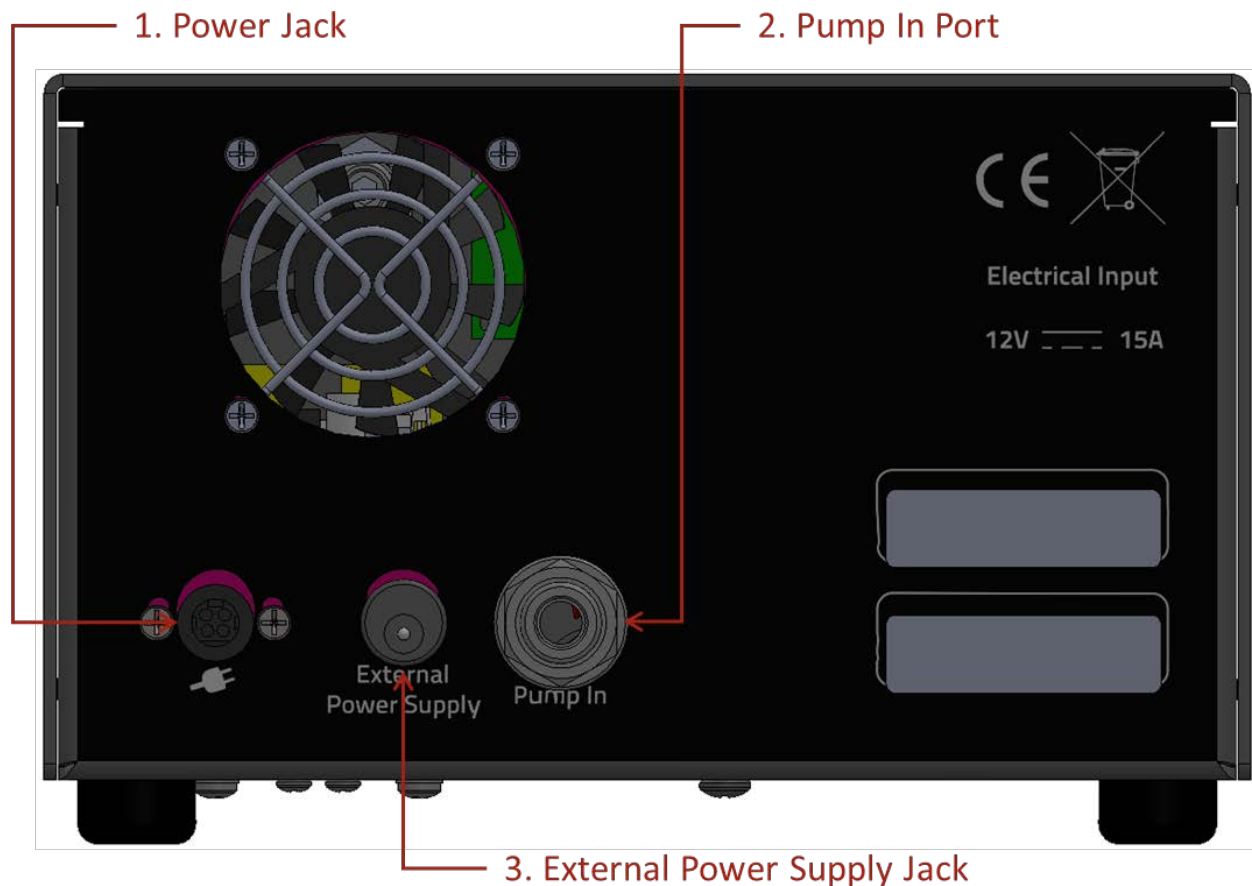 1. Power Jack
2. Pump In Port
CE
Electrical Input
12V 15A
External
Power Supply
Pump In
3. External Power Supply Jack